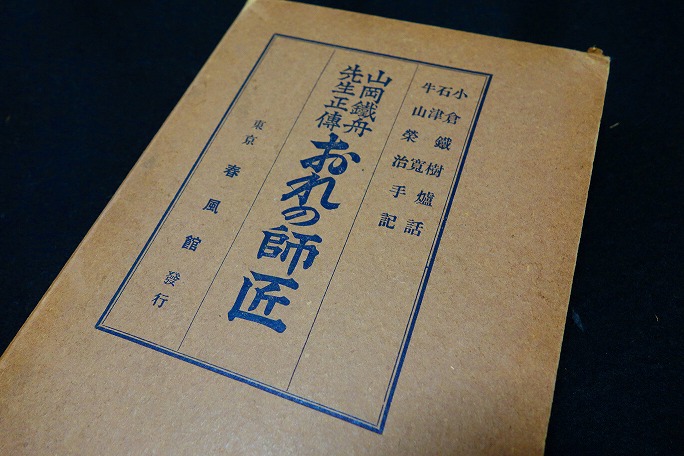 小倉鐵樹爐話
石津寛
牛山榮治手記
山岡鐵舟
先生正傳
おれの師匠
東京 春風館發行